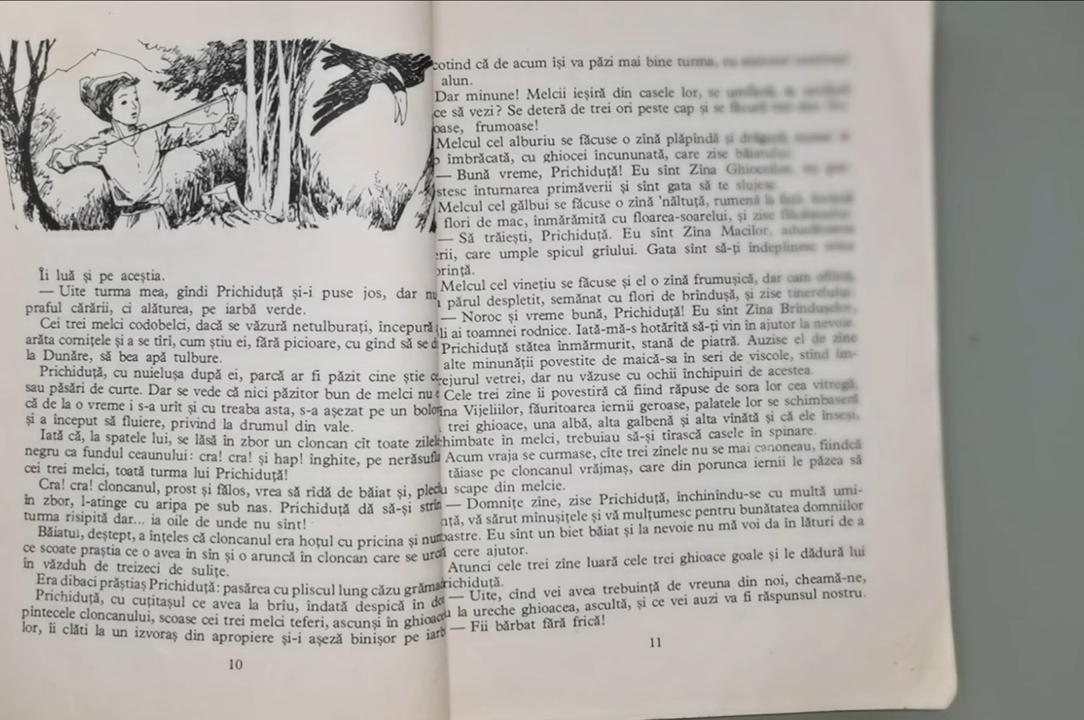 Îi luă și pe aceștia.
— Uite turma mea, gîndi Prichiduță și-i puse jos, dar nu
praful cărării, ci alăturea, pe iarbă verde.
Cei trei melci codobelci, dacă se văzură netulburați, începură
arăta cornițele și a se tîrî, cum știu ei, fără picioare, cu gînd să se
la Dunăre, să bea apă tulbure.
Prichiduță, cu nuielușa după ei, parcă ar fi păzit cine știe
sau păsări de curte. Dar se vede că nici păzitor bun de melci nu
că de la o vreme i s-a urît și cu treaba asta, s-a așezat pe un
și a început să fluiere, privind la drumul din vale.
Iată că, la spatele lui, se lăsă în zbor un cloncan cît toate
negru ca fundul ceaunului: cra! cra! și hap! înghite, pe
cei trei melci, toată turma lui Prichiduță!
Cra! cra! cloncanul, prost și fălos, vrea să rîdă de băiat și,
în zbor, l-atinge cu aripa pe sub nas. Prichiduță dă să-și
turma risipită dar... ia oile de unde nu sînt!
Băiatul, deștept, a înțeles că cloncanul era hoțul cu pricina și
ce scoate praștia ce o avea în sîn și o aruncă în cloncan care se
în văzduh de treizeci de sulițe.
Era dibaci prăștiaș Prichiduță: pasărea cu pliscul lung căzu
Prichiduță, cu cuțitașul ce avea la brîu, îndată despică în
pintecele cloncanului, scoase cei trei melci teferi, ascunși în
lor, îi clăti la un izvoraș din apropiere și-i așeză binișor pe
10
cotind că de acum își va păzi mai bine turma,
alun.
Dar minune! Melcii ieșiră din casele lor, se
ce să vezi? Se deteră de trei ori peste cap și se
oase, frumoase!
Melcul cel alburiu se făcuse o zînă plăpîndă și
îmbrăcată, cu ghiocei încununată, care zise băiatului:
— Bună vreme, Prichiduță! Eu sînt Zîna Ghioceilor,
stesc înturnarea primăverii și sînt gata să te slujesc.
Melcul cel gălbui se făcuse o zînă 'năltuță, rumenă la față,
flori de mac, înmărămită cu floarea-soarelui, și zise
— Să trăiești, Prichiduță. Eu sînt Zîna Macilor,
rii, care umple spicul grîului. Gata sînt să-ți îndeplinesc
rință.
Melcul cel vinețiu se făcuse și el o zînă frumușică, dar cam
părul despletit, semănat cu flori de brîndușă, și zise tinerelului:
— Noroc și vreme bună, Prichiduță! Eu sînt Zîna Brîndușelor,
ai toamnei rodnice. Iată-mă-s hotărîtă să-ți vin în ajutor la nevoie.
Prichiduță stătea înmărmurit, stană de piatră. Auzise el de zîne
alte minunății povestite de maică-sa în seri de viscole, stînd îm-
rejurul vetrei, dar nu văzuse cu ochii închipuiri de acestea.
Cele trei zîne îi povestiră că fiind răpuse de sora lor cea vitregă,
na Vijeliilor, făuritoarea iernii geroase, palatele lor se schimbaseră
trei ghioace, una albă, alta galbenă și alta vînătă și că ele înseși,
chimbate în melci, trebuiau să-și tîrască casele în spinare.
Acum vraja se curmase, cîte trei zînele nu se mai canoneau, fiindcă
tăiase pe cloncanul vrăjmaș, care din porunca iernii le păzea să
scape din melcie.
— Domnițe zîne, zise Prichiduță, închinîndu-se cu multă umi-
nță, vă sărut mînușițele și vă mulțumesc pentru bunătatea domniilor
oastre. Eu sînt un biet băiat și la nevoie nu mă voi da în lături de a
cere ajutor.
Atunci cele trei zîne luară cele trei ghioace goale și le dădură lui
richiduță.
— Uite, cînd vei avea trebuință de vreuna din noi, cheamă-ne,
la ureche ghioacea, ascultă, și ce vei auzi va fi răspunsul nostru.
— Fii bărbat fără frică!
11